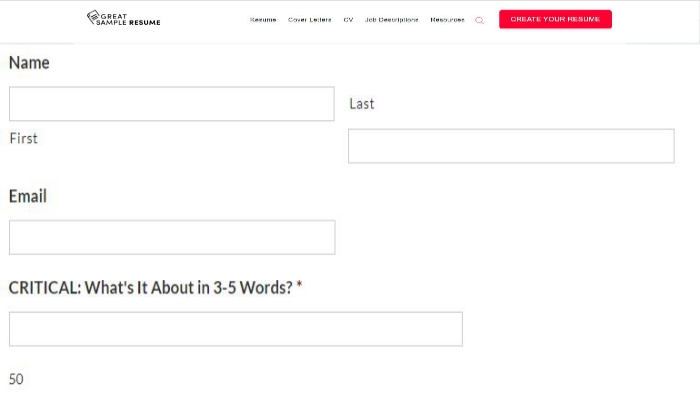 GREAT
SAMPLE RESUME
Resume Cover Letters CV Job Descriptions Resources CREATE YOUR RESUME
Name
Last
First
Email
CRITICAL: What's It About in 3-5 Words? *
50